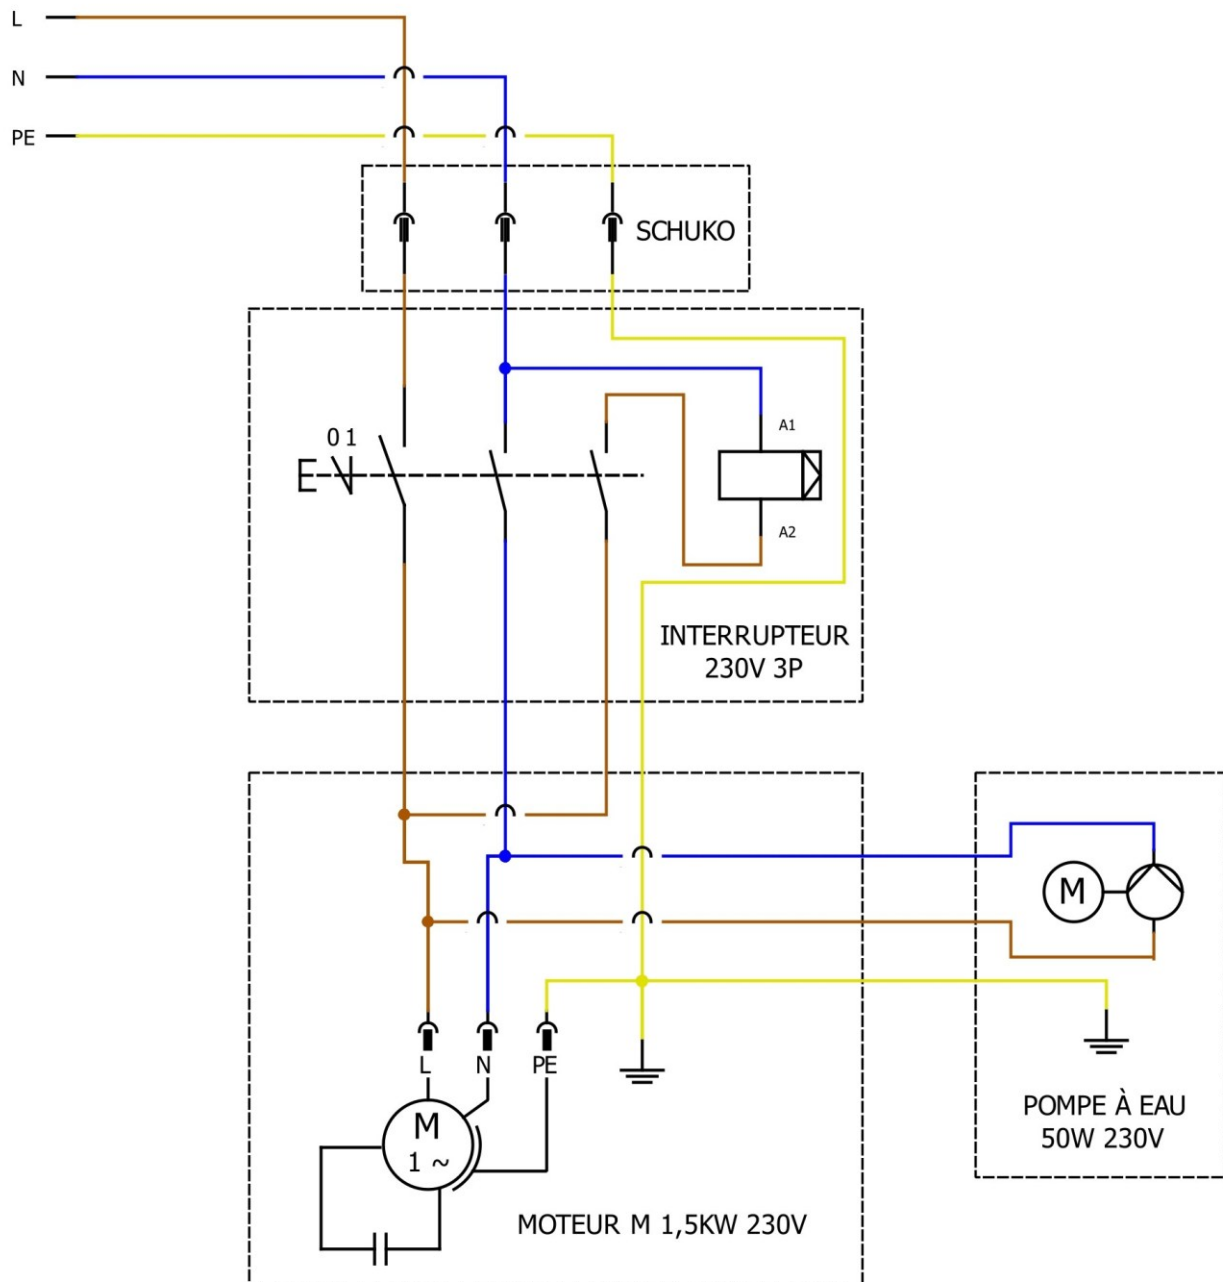 L
N
PE
SCHUKO
0 1
A1
A2
INTERRUPTEUR
230V 3P
M
L
N
PE
M
1 ~
POMPE À EAU
50W 230V
MOTEUR M 1,5KW 230V